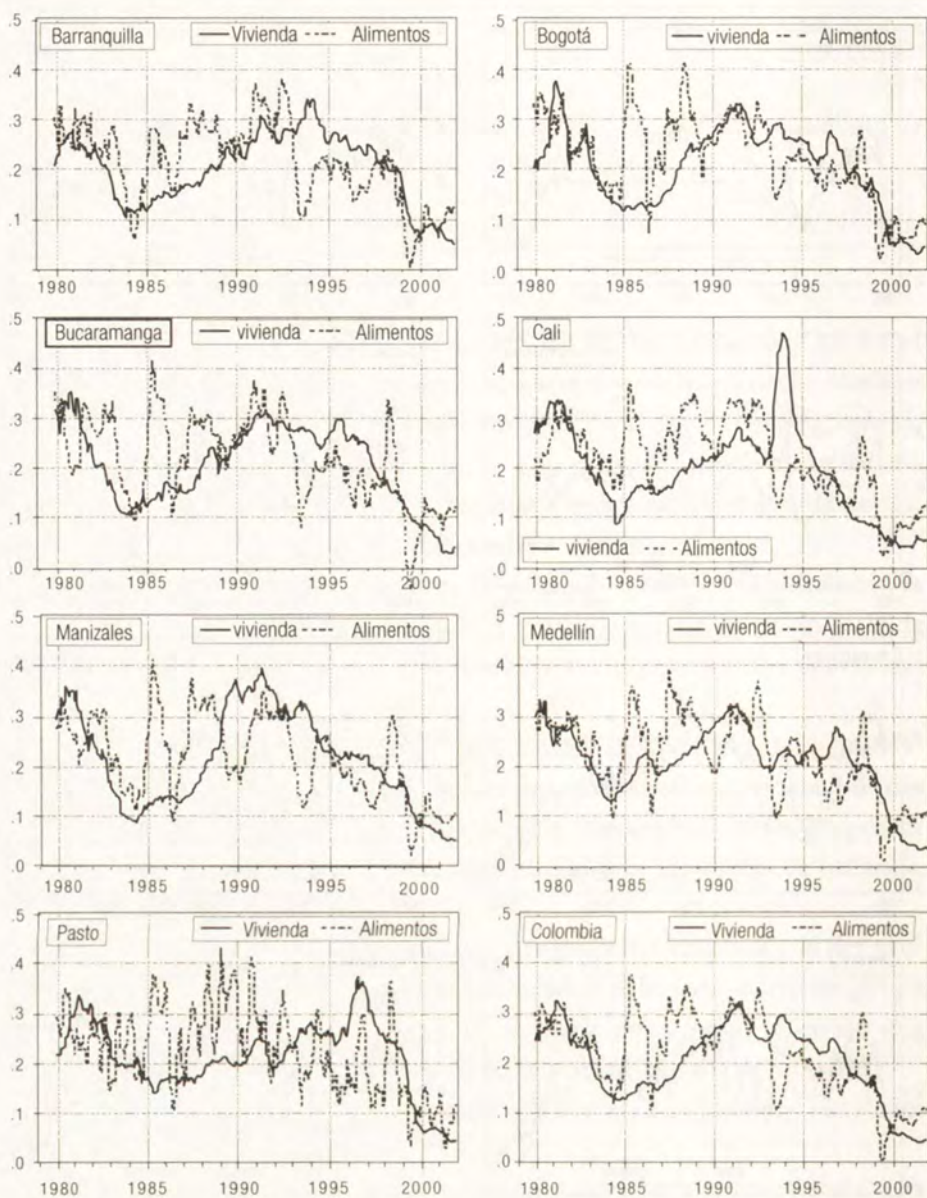 .5
Barranquilla
Vivienda Alimentos
.4
.3
.2
.1
1980 1985 1990 1995 2000
.5
Bogotá
vivienda Alimentos
.4
.3
.2
.1
.0
1980 1985 1990 1995 2000
.5
Bucaramanga
vivienda Alimentos
.4
.3
.2
.1
.0
1980 1985 1990 1995 2000
.5
Cali
.4
.3
.2
.1
vivienda Alimentos
.0
1980 1985 1990 1995 2000
.5
Manizales
vivienda Alimentos
.4
.3
.2
.1
.0
1980 1985 1990 1995 2000
.5
Medellín
vivienda Alimentos
.4
.3
.2
.1
.0
1980 1985 1990 1995 2000
.5
Pasto
Vivienda Alimentos
.4
.3
.2
.1
.0
1980 1985 1990 1995 2000
.5
Colombia
Vivienda Alimentos
.4
.3
.2
.1
.0
1980 1985 1990 1995 2000